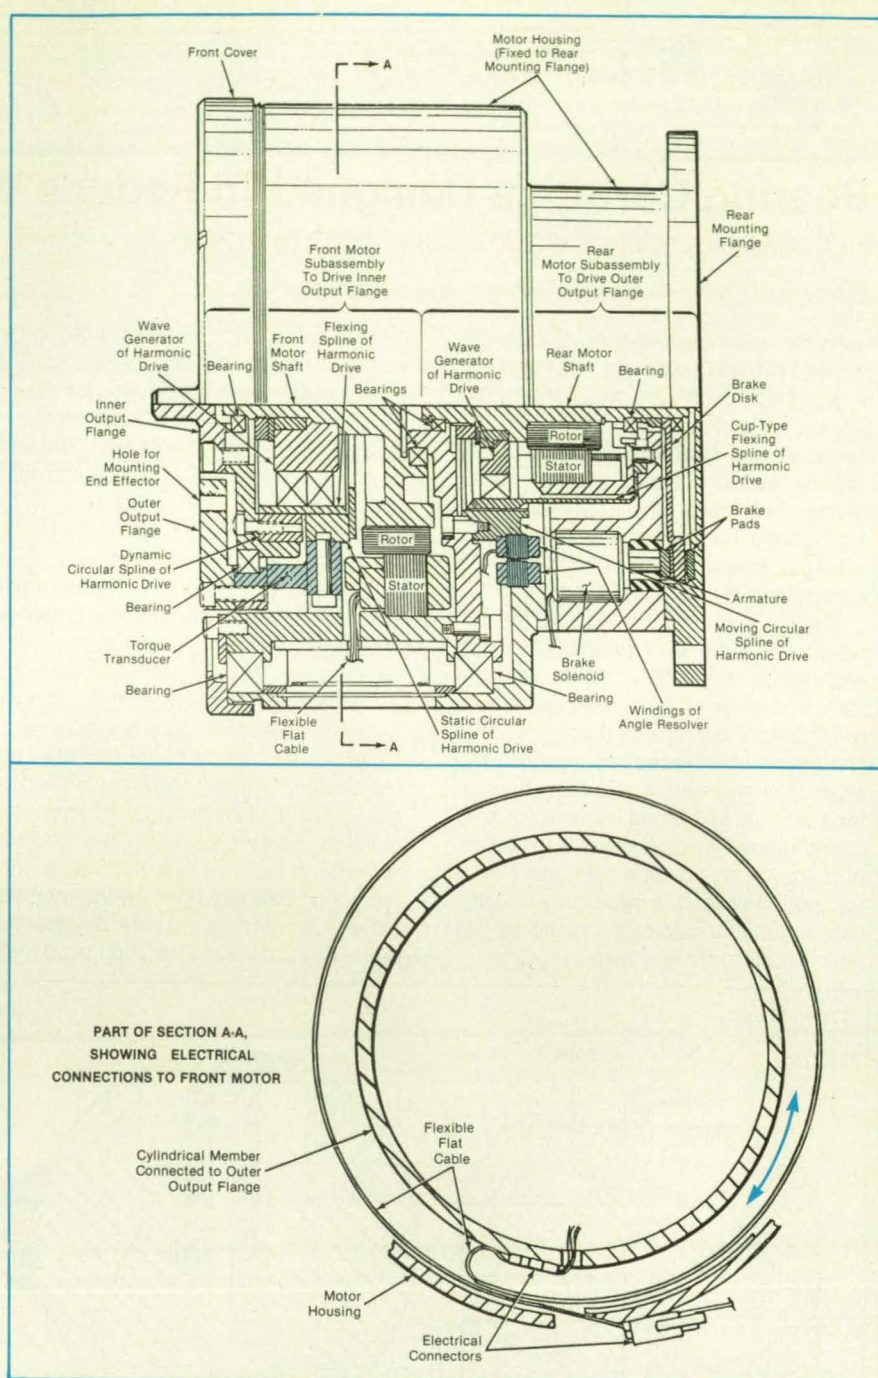 Front Cover
A
Motor Housing
(Fixed to Rear
Mounting Flange)
Rear
Mounting
Flange
Front Motor
Subassembly
To Drive Inner
Output Flange
Rear
Motor Subassembly
To Drive Outer
Output Flange
Wave
Generator
of Harmonic
Drive
Bearing
Front
Motor
Shaft
Flexing
Spline of
Harmonic
Drive
Bearings
Wave
Generator
of Harmonic
Drive
Rear Motor
Shaft
Bearing
Brake
Disk
Inner
Output
Flange
Cup-Type
Flexing
Spline of
Harmonic
Drive
Hole for
Mounting
End Effector
Outer
Output
Flange
Brake
Pads
Dynamic
Circular Spline of
Harmonic Drive
Bearing
Torque
Transducer
Bearing
Rotor
Stator
Rotor
Stator
Armature
Moving Circular
Spline of
Harmonic Drive
Brake
Solenoid
Bearing
Windings of
Angle Resolver
Flexible
Flat
Cable
A
Static Circular
Spline of
Harmonic Drive
PART OF SECTION A-A,
SHOWING ELECTRICAL
CONNECTIONS TO FRONT MOTOR
Flexible
Flat
Cable
Cylindrical Member
Connected to Outer
Output Flange
Motor
Housing
Electrical
Connectors